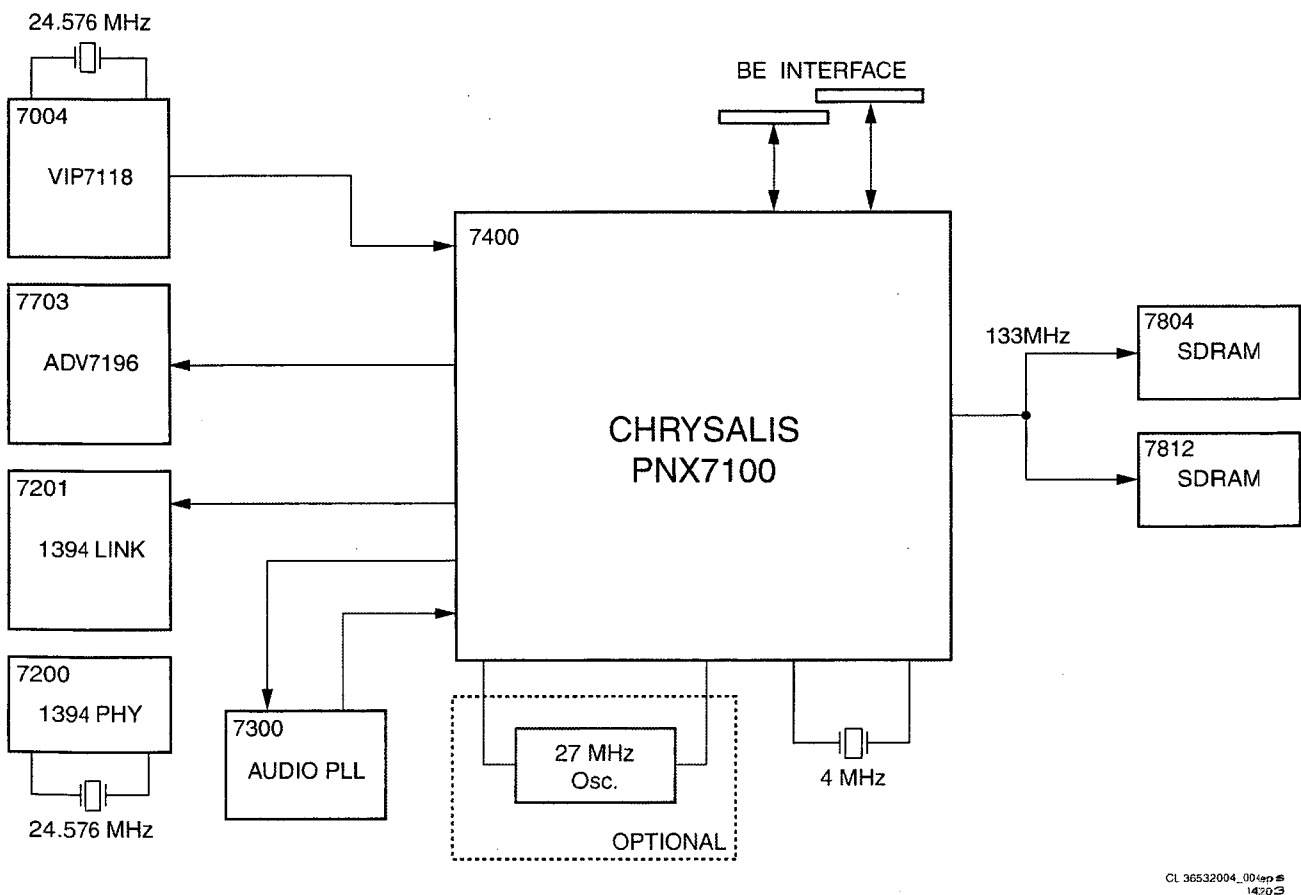 24.576 MHz
7004
VIP7118
BE INTERFACE
7400
CHRYSALIS
PNX7100
7703
ADV7196
133MHz
7804
SDRAM
7812
SDRAM
7201
1394 LINK
7200
1394 PHY
24.576 MHz
7300
AUDIO PLL
27 MHz
Osc.
OPTIONAL
4 MHz